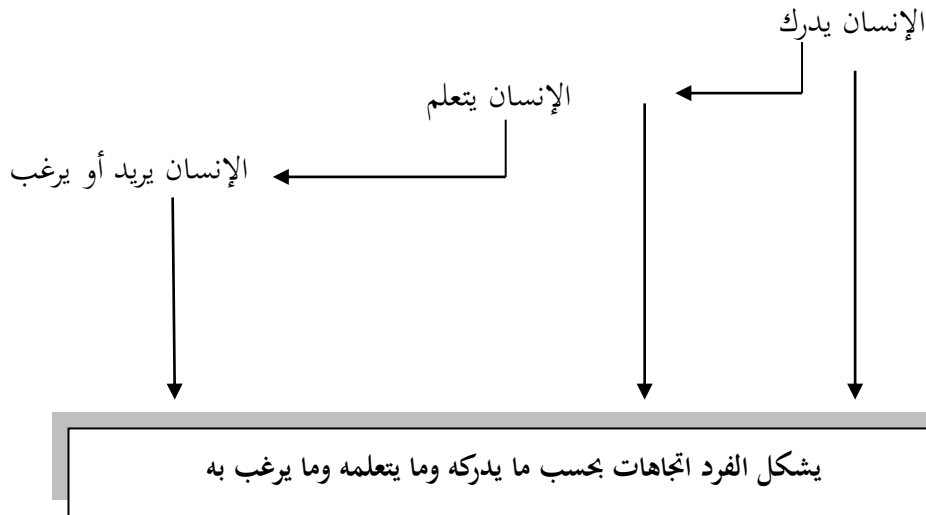 الإنسان يدرك
الإنسان يتعلم
الإنسان يريد أو يرغب
يشكل الفرد اتجاهات بحسب ما يدركه وما يتعلمه وما يرغب به